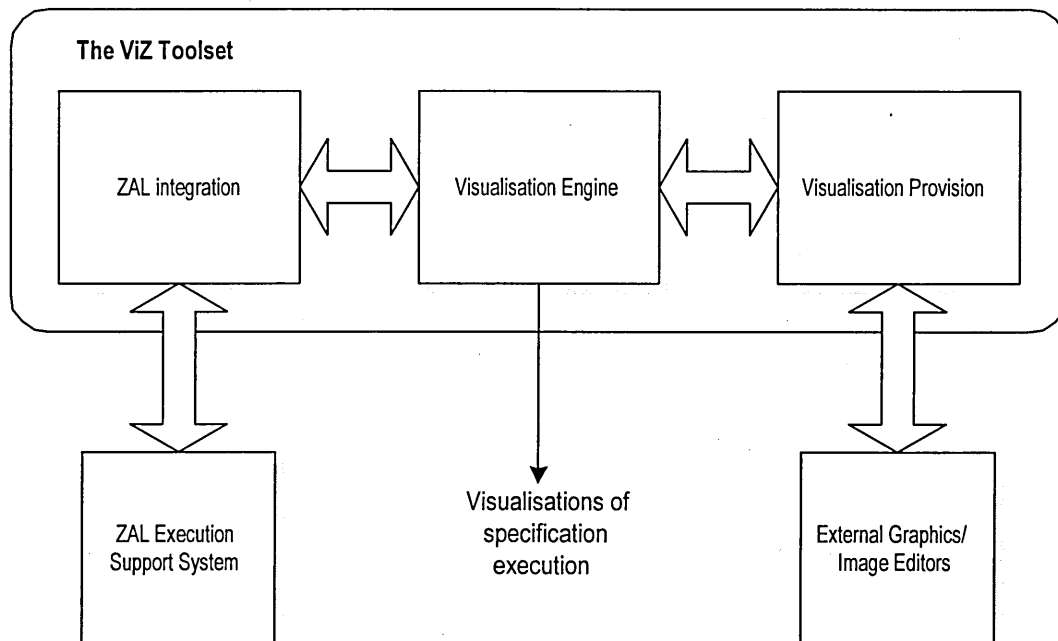 The ViZ Toolset
ZAL integration
Visualisation Engine
Visualisation Provision
ZAL Execution
Support System
Visualisations of
specification
execution
External Graphics/
Image Editors